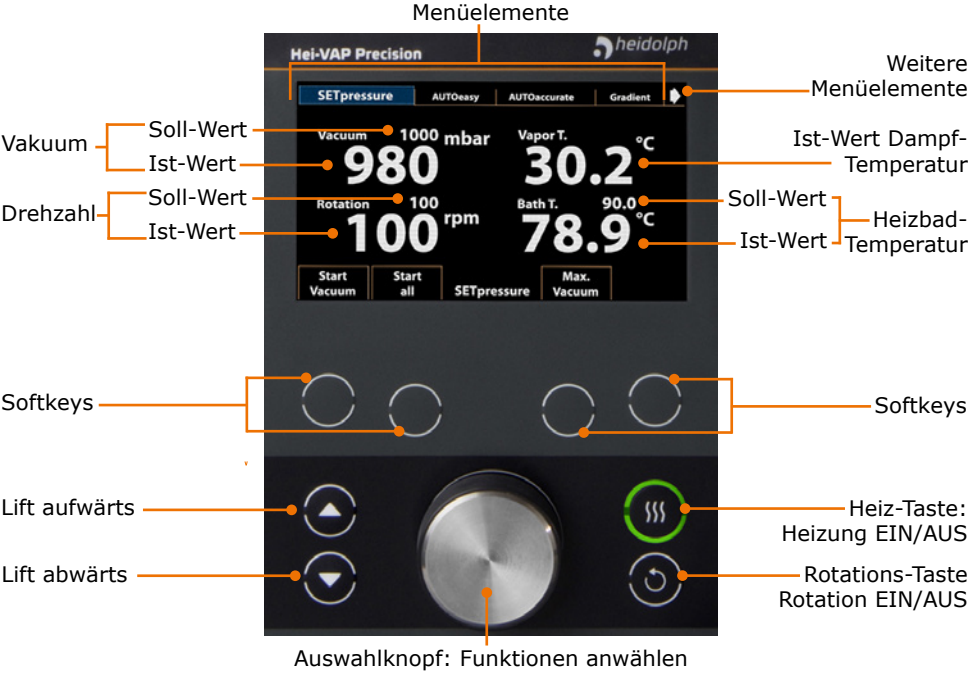 Menüelemente
Hei-VAP Precision
heidolph
Weitere
Menüelemente
SETpressure AUTOeasy AUTOaccurate Gradient
Vakuum
Soll-Wert
Ist-Wert
Vacuum 1000 mbar
980
Vapor T. °C
30.2
Ist-Wert Dampf-
Temperatur
Drehzahl
Soll-Wert
Ist-Wert
Rotation 100
100 rpm
Bath T. 90.0
78.9 °C
Soll-Wert
Ist-Wert
Heizbad-
Temperatur
Start
Vacuum
Start
all
SETpressure
Max.
Vacuum
Softkeys
Softkeys
Lift aufwärts
Lift abwärts
Heiz-Taste:
Heizung EIN/AUS
Rotations-Taste
Rotation EIN/AUS
Auswahlknopf: Funktionen anwählen